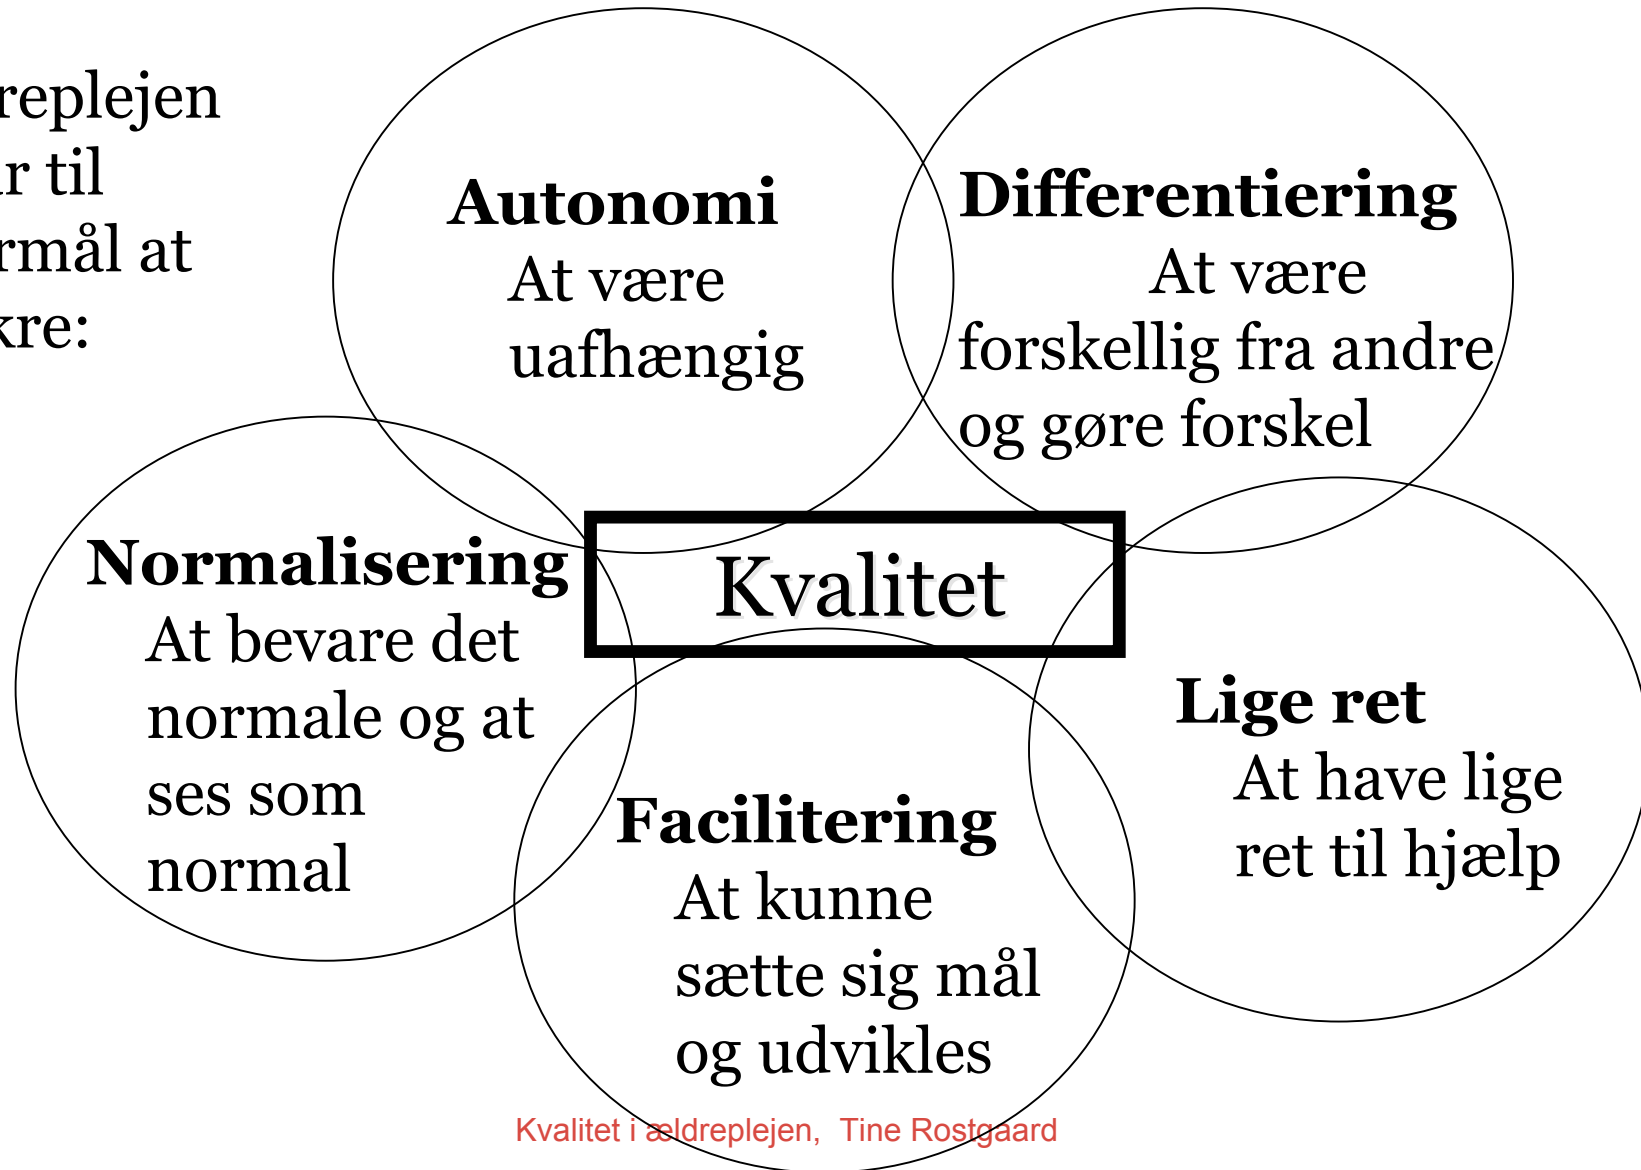 replejen
r til
rmål at
kre:
Autonomi
At være
uafhængig
Differentiering
At være
forskellig fra andre
og gøre forskel
Normalisering
At bevare det
normale og at
ses som
normal
Kvalitet
Lige ret
At have lige
ret til hjælp
Facilitering
At kunne
sætte sig mål
og udvikles
Kvalitet i ældreplejen, Tine Rostgaard